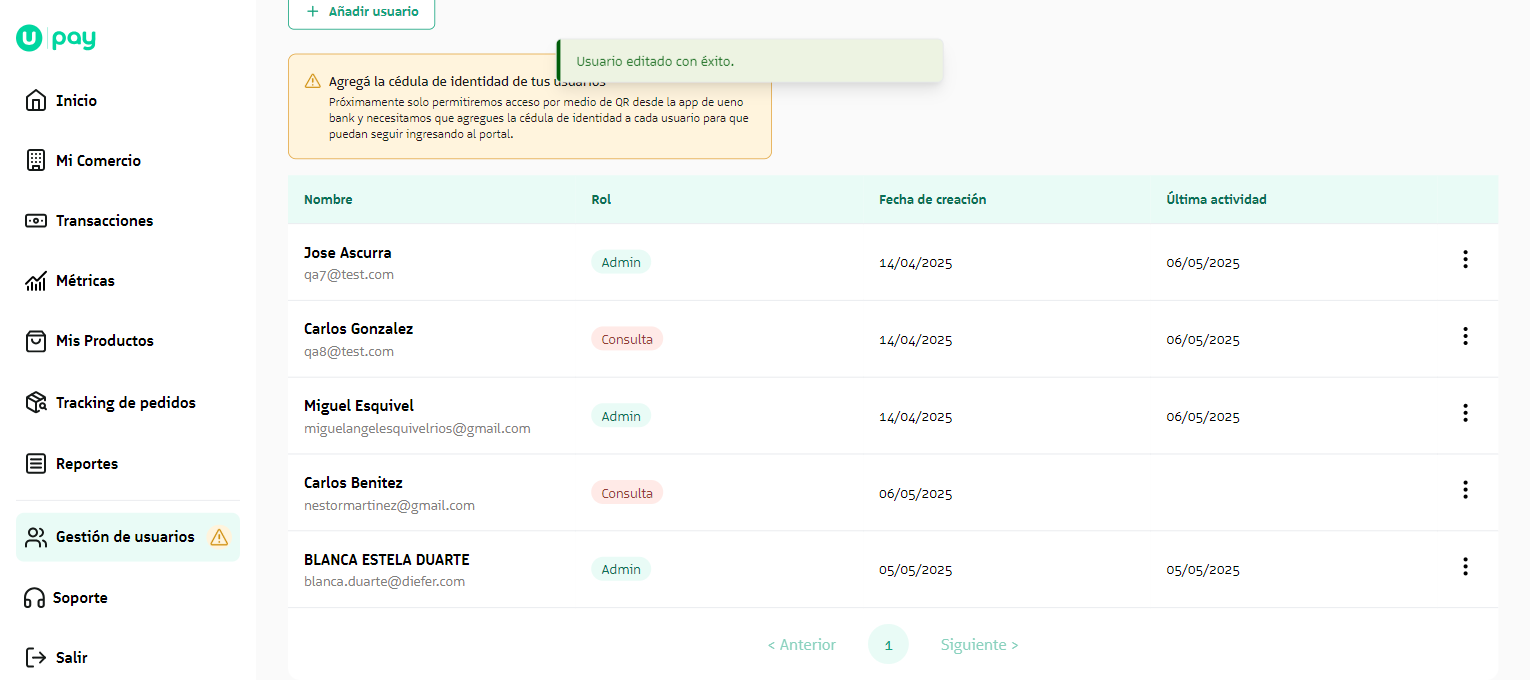 U pay
Inicio
Mi Comercio
Transacciones
Métricas
Mis Productos
Tracking de pedidos
Reportes
Gestión de usuarios
Soporte
Salir
+ Añadir usuario
Usuario editado con éxito.
Agregá la cédula de identidad de tus usuarios
Próximamente solo permitiremos acceso por medio de QR desde la app de ueno
bank y necesitamos que agregues la cédula de identidad a cada usuario para que
puedan seguir ingresando al portal.
Nombre Rol Fecha de creación Última actividad
Jose Ascurra
qa7@test.com
Admin 14/04/2025 06/05/2025
Carlos Gonzalez
qa8@test.com
Consulta 14/04/2025 06/05/2025
Miguel Esquivel
miguelangelesquivelrios@gmail.com
Admin 14/04/2025 06/05/2025
Carlos Benitez
nestormartinez@gmail.com
Consulta 06/05/2025
BLANCA ESTELA DUARTE
blanca.duarte@diefer.com
Admin 05/05/2025 05/05/2025
< Anterior 1 Siguiente >